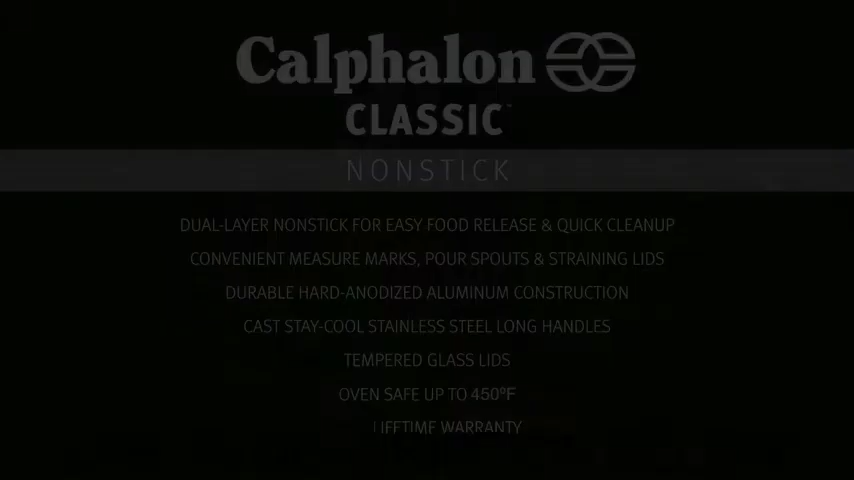 Calphalon
CLASSIC™
NONSTICK
DUAL-LAYER NONSTICK FOR EASY FOOD RELEASE & QUICK CLEANUP
CONVENIENT MEASURE MARKS, POUR SPOUTS & STRAINING LIDS
DURABLE HARD-ANODIZED ALUMINUM CONSTRUCTION
CAST STAY-COOL STAINLESS STEEL LONG HANDLES
TEMPERED GLASS LIDS
OVEN SAFE UP TO 450ºF
LIFETIME WARRANTY